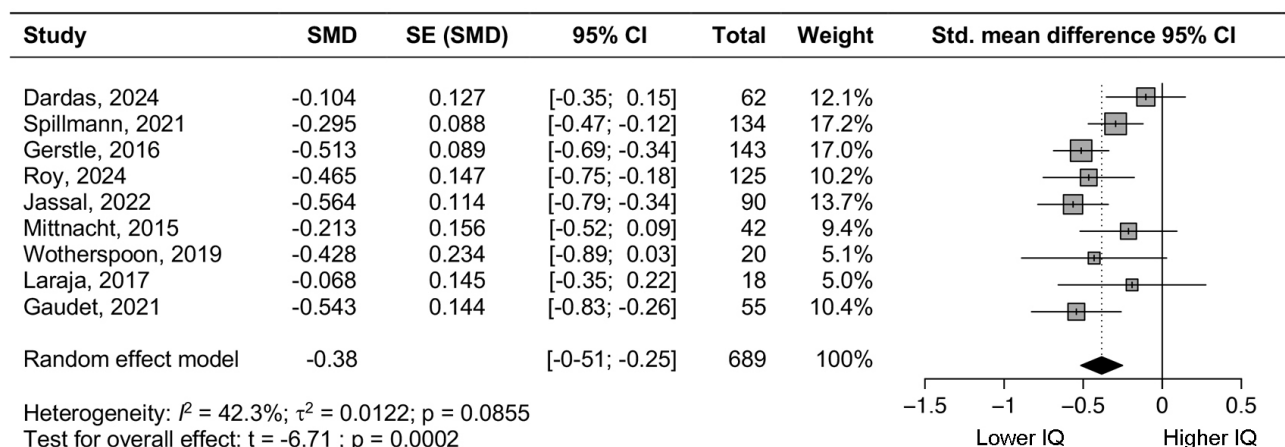 Study SMD SE (SMD) 95% CI Total Weight Std. mean difference 95% CI
Dardas, 2024 -0.104 0.127 [-0.35; 0.15] 62 12.1%
Spillmann, 2021 -0.295 0.088 [-0.47; -0.12] 134 17.2%
Gerstle, 2016 -0.513 0.089 [-0.69; -0.34] 143 17.0%
Roy, 2024 -0.465 0.147 [-0.75; -0.18] 125 10.2%
Jassal, 2022 -0.564 0.114 [-0.79; -0.34] 90 13.7%
Mittnacht, 2015 -0.213 0.156 [-0.52; 0.09] 42 9.4%
Wotherspoon, 2019 -0.428 0.234 [-0.89; 0.03] 20 5.1%
Laraja, 2017 -0.068 0.145 [-0.35; 0.22] 18 5.0%
Gaudet, 2021 -0.543 0.144 [-0.83; -0.26] 55 10.4%
Random effect model -0.38 [-0-51; -0.25] 689 100%
−1.5 −1 −0.5 0 0.5
Heterogeneity: I² = 42.3%; τ² = 0.0122; p = 0.0855
Test for overall effect: t = -6.71 ; p = 0.0002
Lower IQ Higher IQ